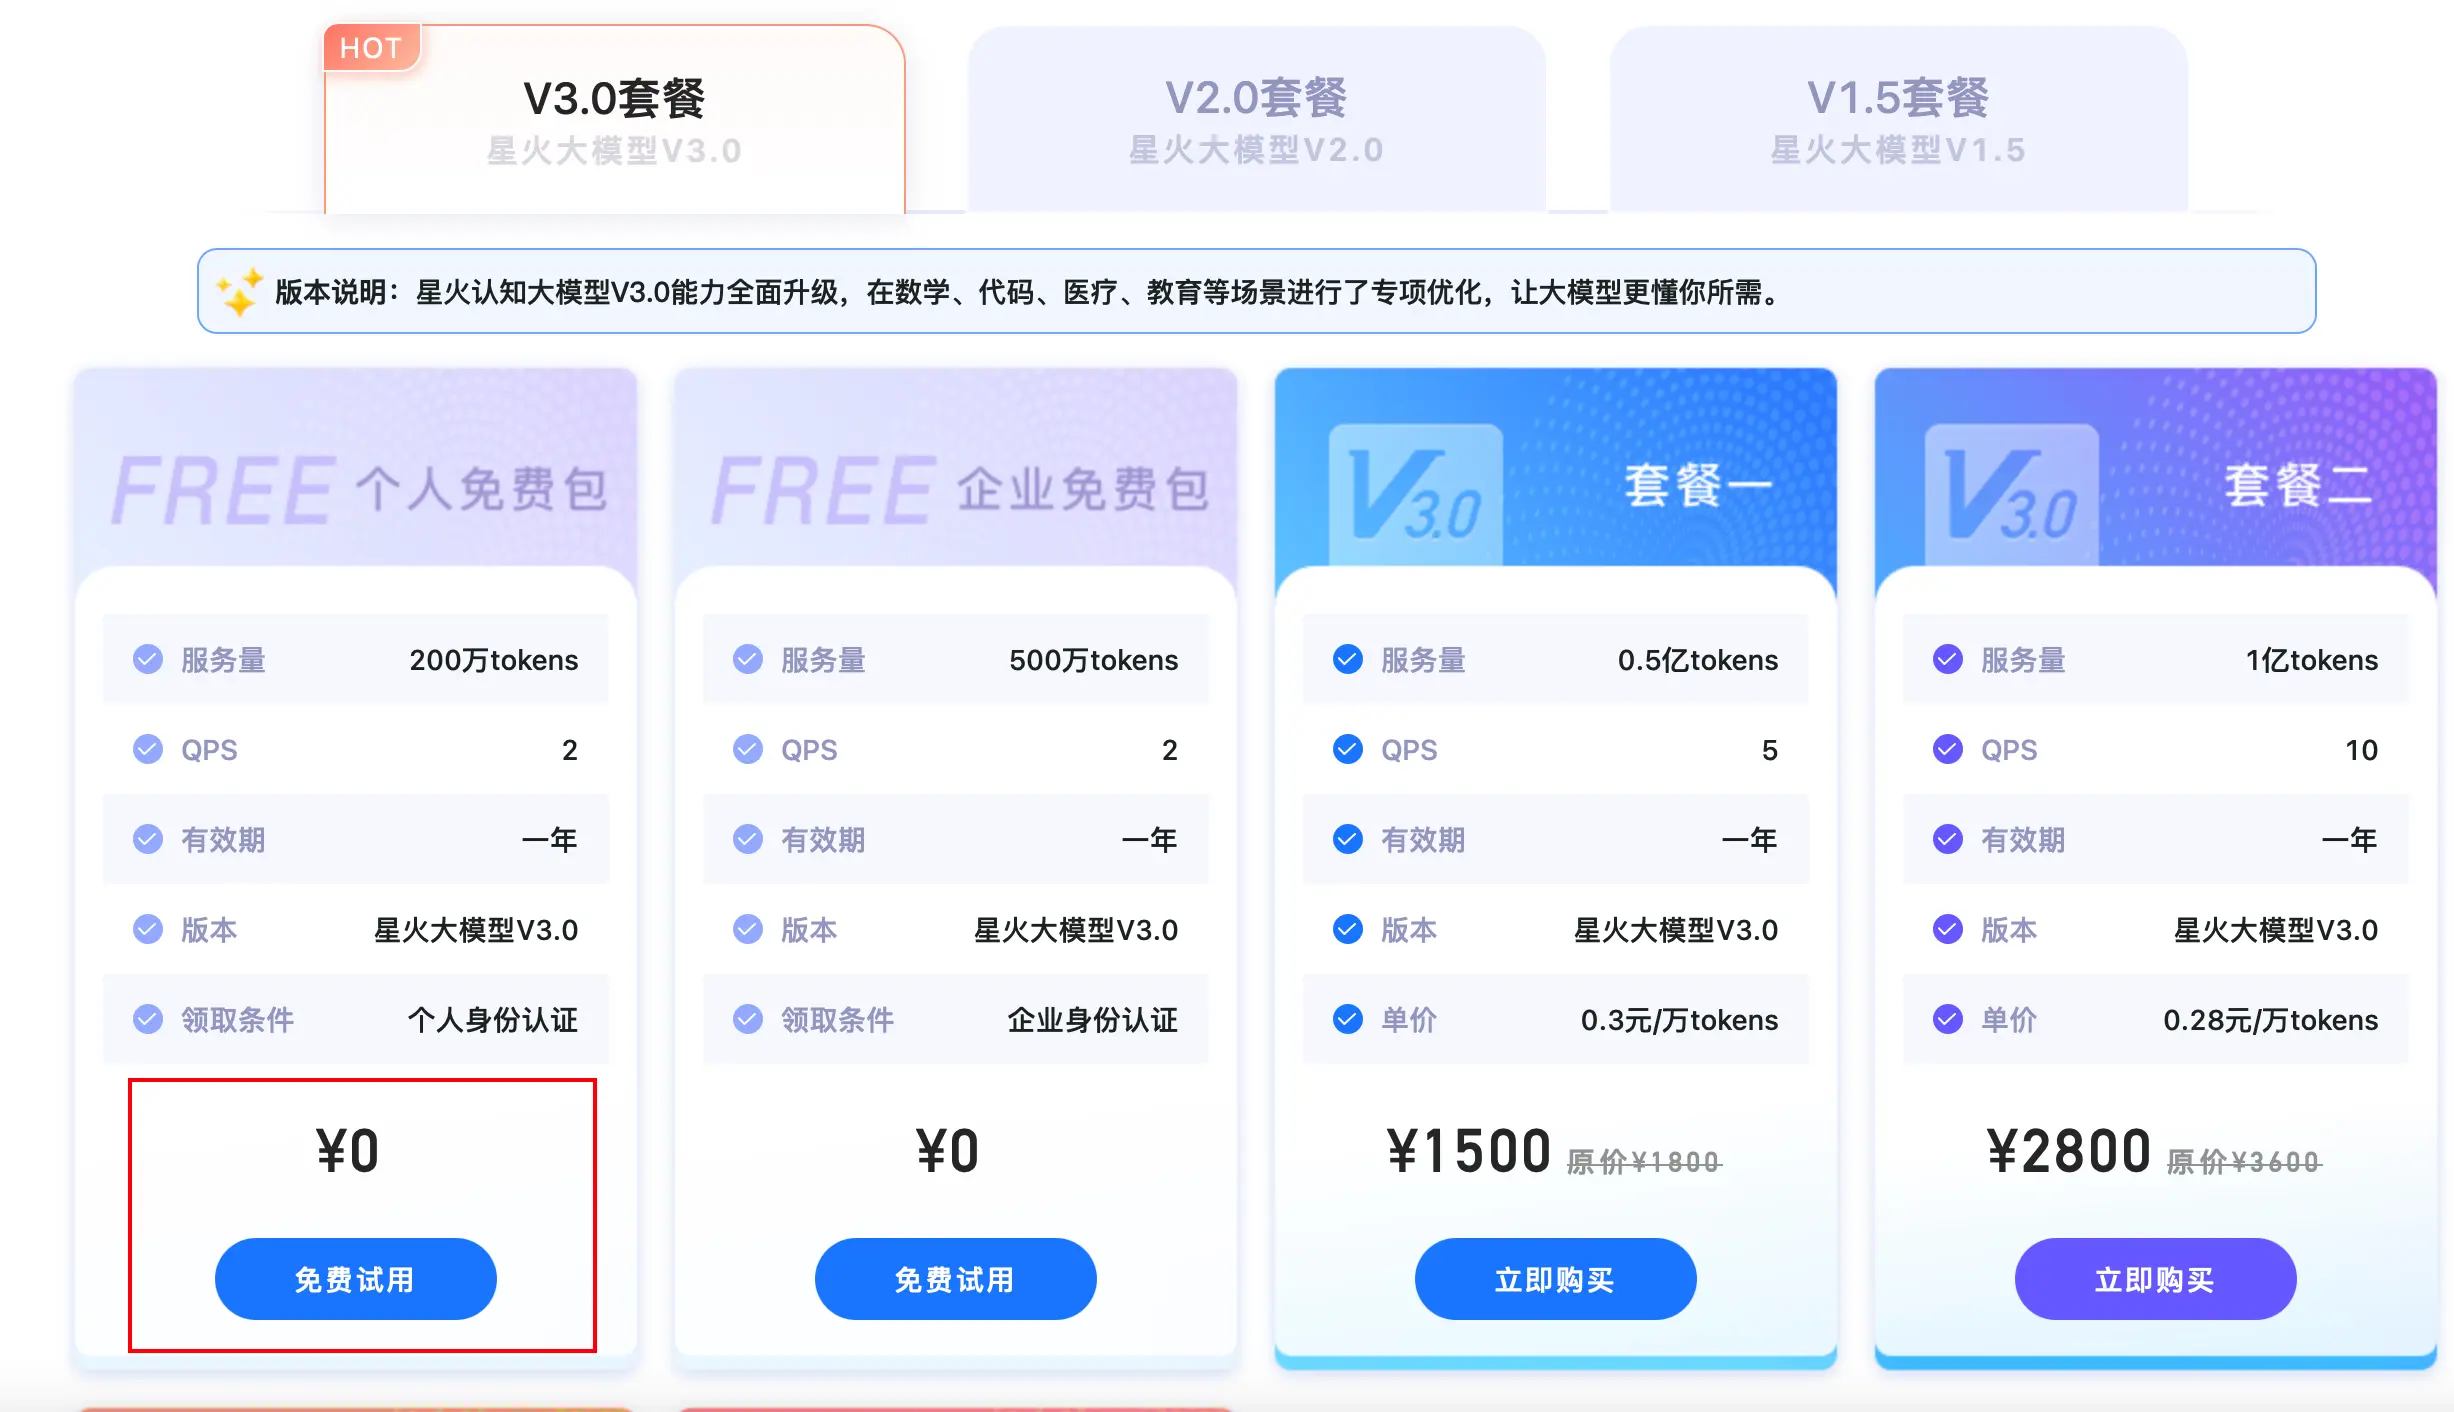 HOT
V3.0套餐
星火大模型V3.0
V2.0套餐
星火大模型V2.0
V1.5套餐
星火大模型V1.5
版本说明：星火认知大模型V3.0能力全面升级，在数学、代码、医疗、教育等场景进行了专项优化，让大模型更懂你所需。
FREE 个人免费包
服务量 200万tokens
QPS 2
有效期 一年
版本 星火大模型V3.0
领取条件 个人身份认证
¥0
免费试用
FREE 企业免费包
服务量 500万tokens
QPS 2
有效期 一年
版本 星火大模型V3.0
领取条件 企业身份认证
¥0
免费试用
V3.0 套餐一
服务量 0.5亿tokens
QPS 5
有效期 一年
版本 星火大模型V3.0
单价 0.3元/万tokens
¥1500 原价¥1800
立即购买
V3.0 套餐二
服务量 1亿tokens
QPS 10
有效期 一年
版本 星火大模型V3.0
单价 0.28元/万tokens
¥2800 原价¥3600
立即购买